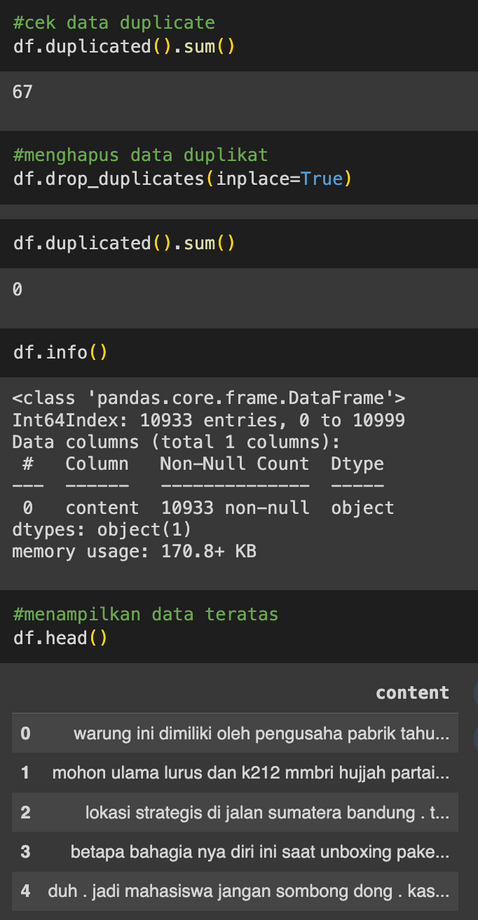 #cek data duplicate
df.duplicated().sum()
67
#menghapus data duplikat
df.drop_duplicates(inplace=True)
df.duplicated().sum()
0
df.info()
<class 'pandas.core.frame.DataFrame'>
Int64Index: 10933 entries, 0 to 10999
Data columns (total 1 columns):
 #   Column   Non-Null Count  Dtype
---  ------   --------------  -----
 0   content  10933 non-null  object
dtypes: object(1)
memory usage: 170.8+ KB
#menampilkan data teratas
df.head()
content
0 warung ini dimiliki oleh pengusaha pabrik tahu...
1 mohon ulama lurus dan k212 mmbri hujjah partai...
2 lokasi strategis di jalan sumatera bandung . t...
3 betapa bahagia nya diri ini saat unboxing pake...
4 duh . jadi mahasiswa jangan sombong dong . kas...